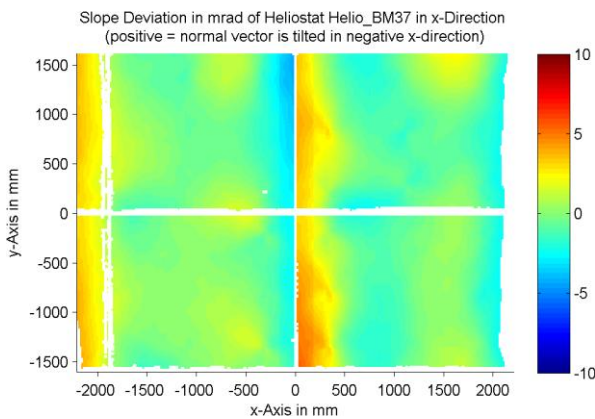 Slope Deviation in mrad of Heliostat Helio_BM37 in x-Direction
(positive = normal vector is tilted in negative x-direction)
y-Axis in mm
1500
1000
500
0
-500
-1000
-1500
-2000 -1500 -1000 -500 0 500 1000 1500 2000
x-Axis in mm
10
5
0
-5
-10